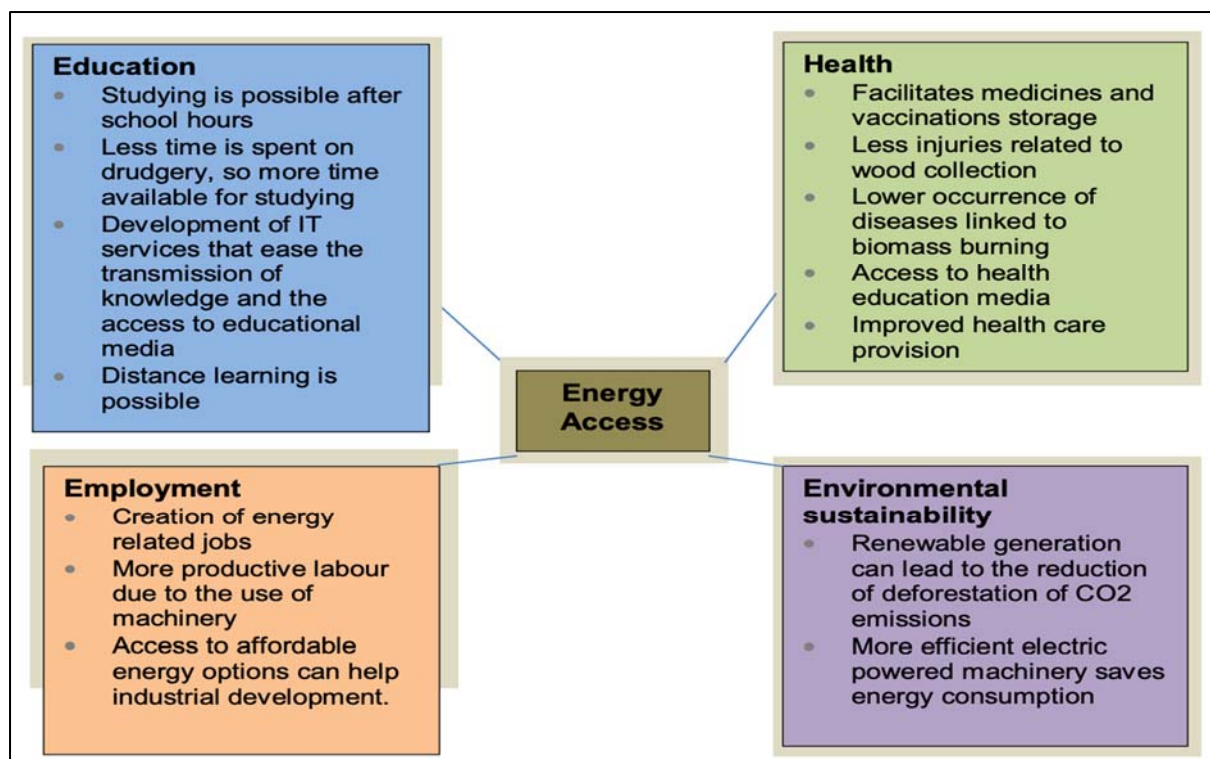 Education
• Studying is possible after
school hours
• Less time is spent on
drudgery, so more time
available for studying
• Development of IT
services that ease the
transmission of
knowledge and the
access to educational
media
• Distance learning is
possible
Health
• Facilitates medicines and
vaccinations storage
• Less injuries related to
wood collection
• Lower occurrence of
diseases linked to
biomass burning
• Access to health
education media
• Improved health care
provision
Energy
Access
Employment
• Creation of energy
related jobs
• More productive labour
due to the use of
machinery
• Access to affordable
energy options can help
industrial development.
Environmental
sustainability
• Renewable generation
can lead to the reduction
of deforestation of CO2
emissions
• More efficient electric
powered machinery saves
energy consumption